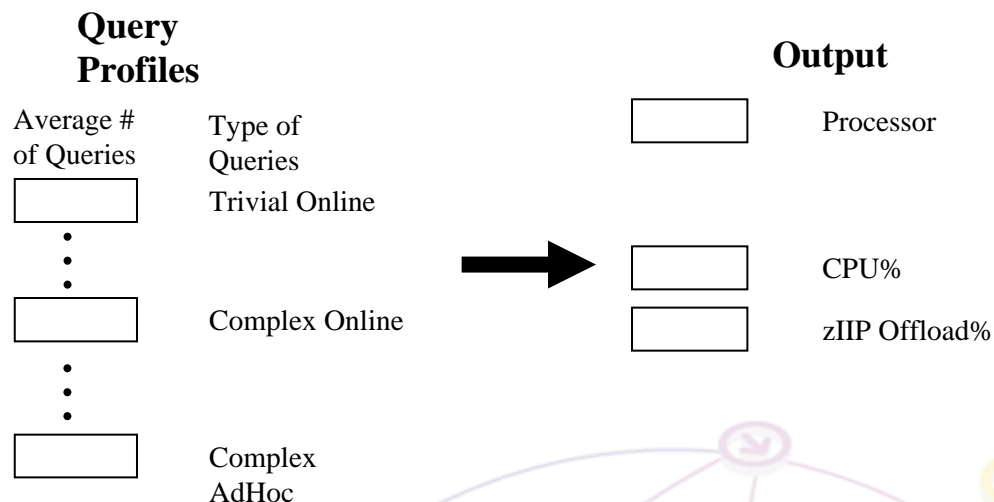 Query
Profiles
Average #
of Queries
Type of
Queries
Trivial Online
Complex Online
Complex
AdHoc
Output
Processor
CPU%
zIIP Offload%